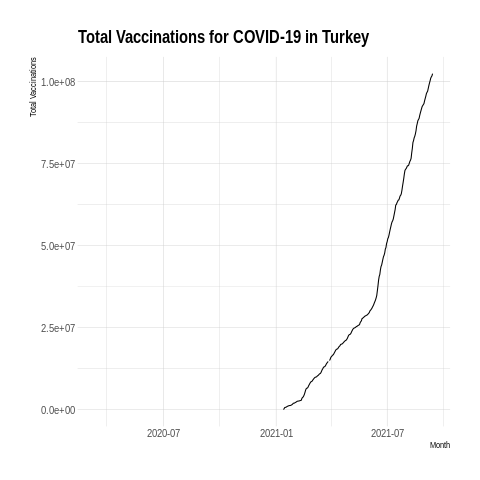 Total Vaccinations for COVID-19 in Turkey
Total Vaccinations
1.0e+08
7.5e+07
5.0e+07
2.5e+07
0.0e+00
2020-07
2021-01
2021-07
Month